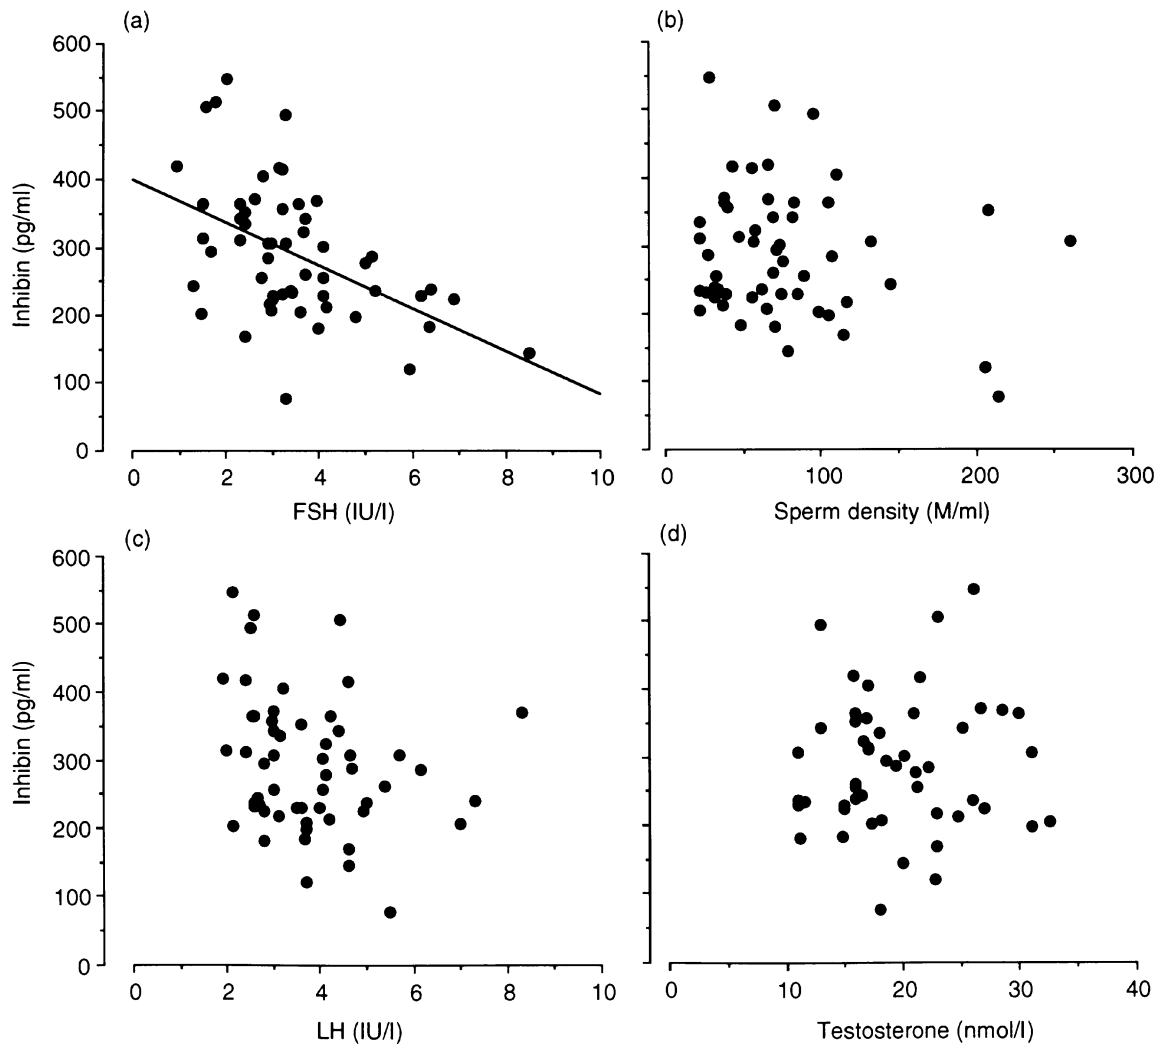 (a)
(b)
600
500
400
300
200
100
0
Inhibin (pg/ml)
0 2 4 6 8 10
FSH (IU/l)
0 100 200 300
Sperm density (M/ml)
(c)
(d)
600
500
400
300
200
100
0
Inhibin (pg/ml)
0 2 4 6 8 10
LH (IU/l)
0 10 20 30 40
Testosterone (nmol/l)